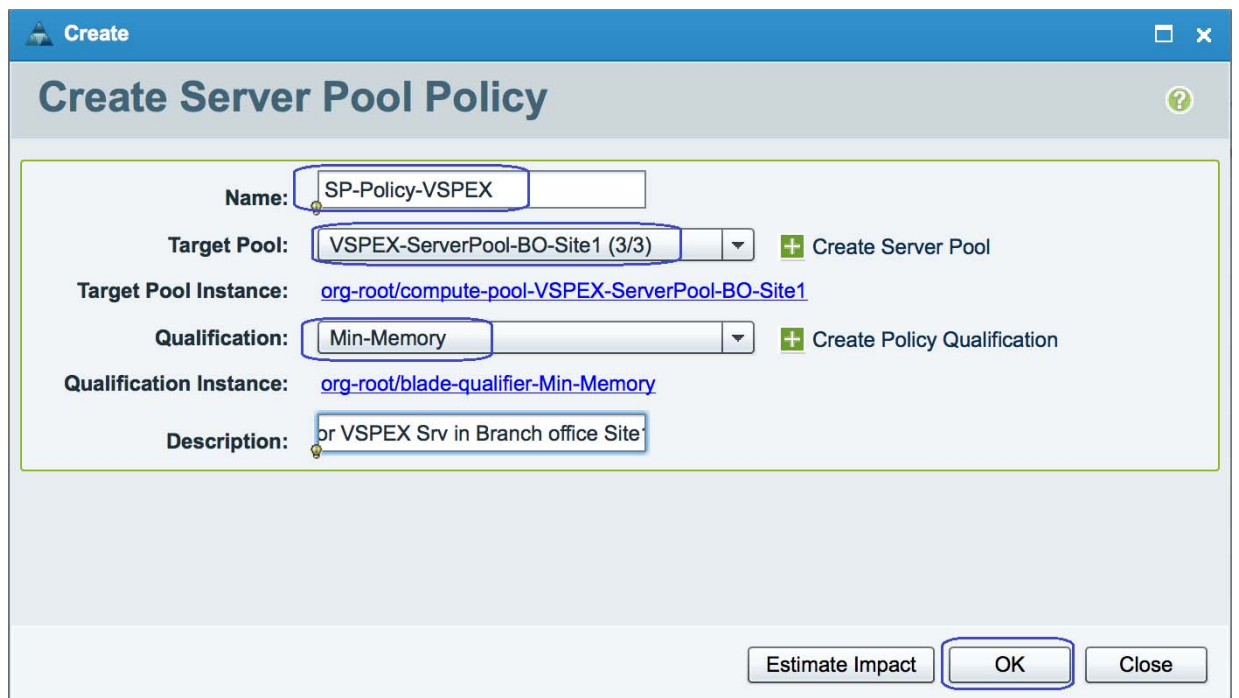 Create
Create Server Pool Policy
Name: SP-Policy-VSPEX
Target Pool: VSPEX-ServerPool-BO-Site1 (3/3) Create Server Pool
Target Pool Instance: org-root/compute-pool-VSPEX-ServerPool-BO-Site1
Qualification: Min-Memory Create Policy Qualification
Qualification Instance: org-root/blade-qualifier-Min-Memory
Description: or VSPEX Srv in Branch office Site1
Estimate Impact OK Close